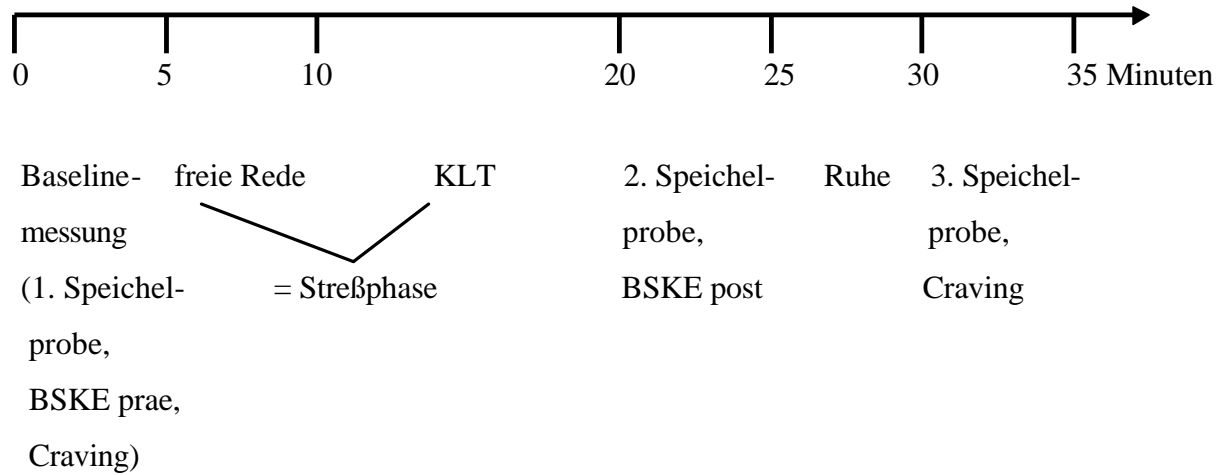 0 5 10 20 25 30 35 Minuten
Baseline- freie Rede KLT 2. Speichel- Ruhe 3. Speichel-
messung probe, probe,
(1. Speichel- = Streßphase BSKE post Craving
probe,
BSKE prae,
Craving)